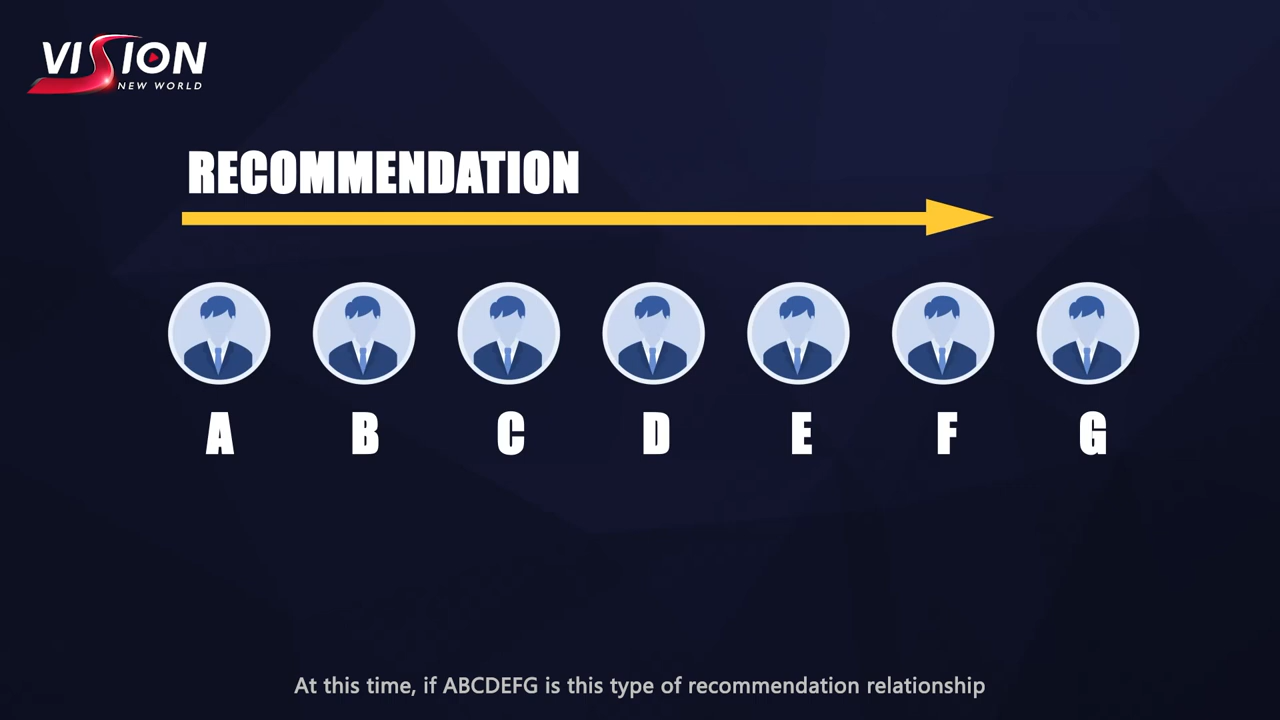 VISION
NEW WORLD
RECOMMENDATION
A B C D E F G
At this time, if ABCDEFG is this type of recommendation relationship